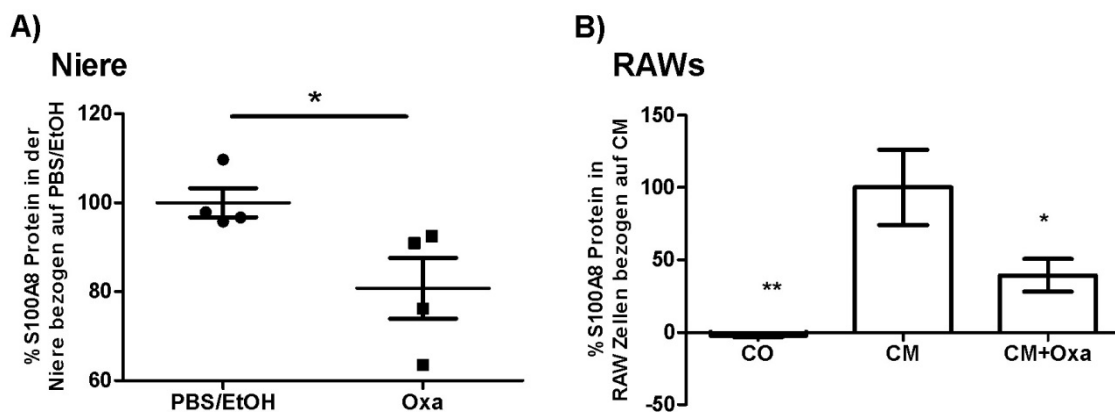 A)
Niere
% S100A8 Protein in der
Niere bezogen auf PBS/EtOH
120
100
80
60
*
PBS/EtOH
Oxa
B)
RAWs
% S100A8 Protein in
RAW Zellen bezogen auf CM
150
100
50
0
-50
**
*
CO
CM
CM+Oxa